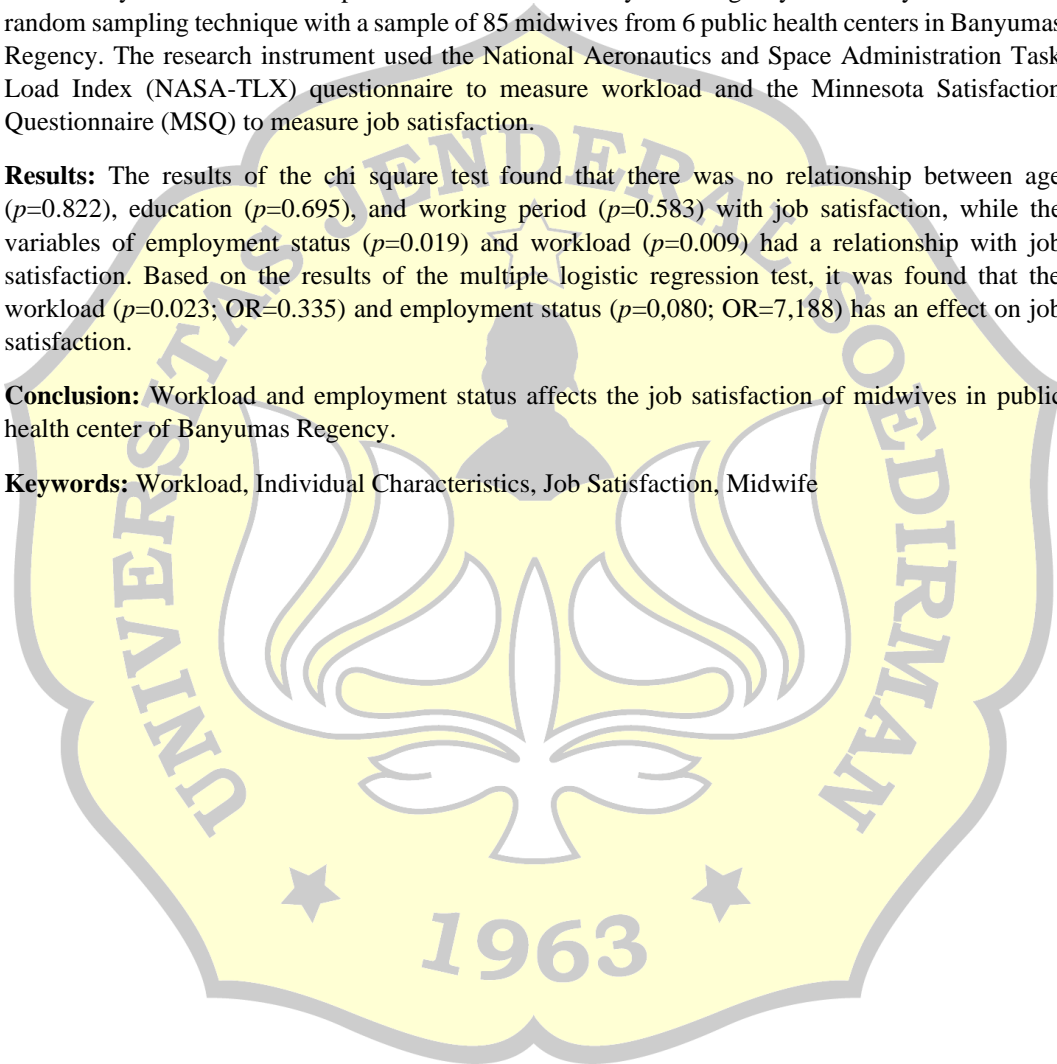 random sampling technique with a sample of 85 midwives from 6 public health centers in Banyumas
Regency. The research instrument used the National Aeronautics and Space Administration Task
Load Index (NASA-TLX) questionnaire to measure workload and the Minnesota Satisfaction
Questionnaire (MSQ) to measure job satisfaction.
Results: The results of the chi square test found that there was no relationship between age
(p=0.822), education (p=0.695), and working period (p=0.583) with job satisfaction, while the
variables of employment status (p=0.019) and workload (p=0.009) had a relationship with job
satisfaction. Based on the results of the multiple logistic regression test, it was found that the
workload (p=0.023; OR=0.335) and employment status (p=0,080; OR=7,188) has an effect on job
satisfaction.
Conclusion: Workload and employment status affects the job satisfaction of midwives in public
health center of Banyumas Regency.
Keywords: Workload, Individual Characteristics, Job Satisfaction, Midwife
UNIVERSITAS JENDERAL SOEDIRMAN
1963